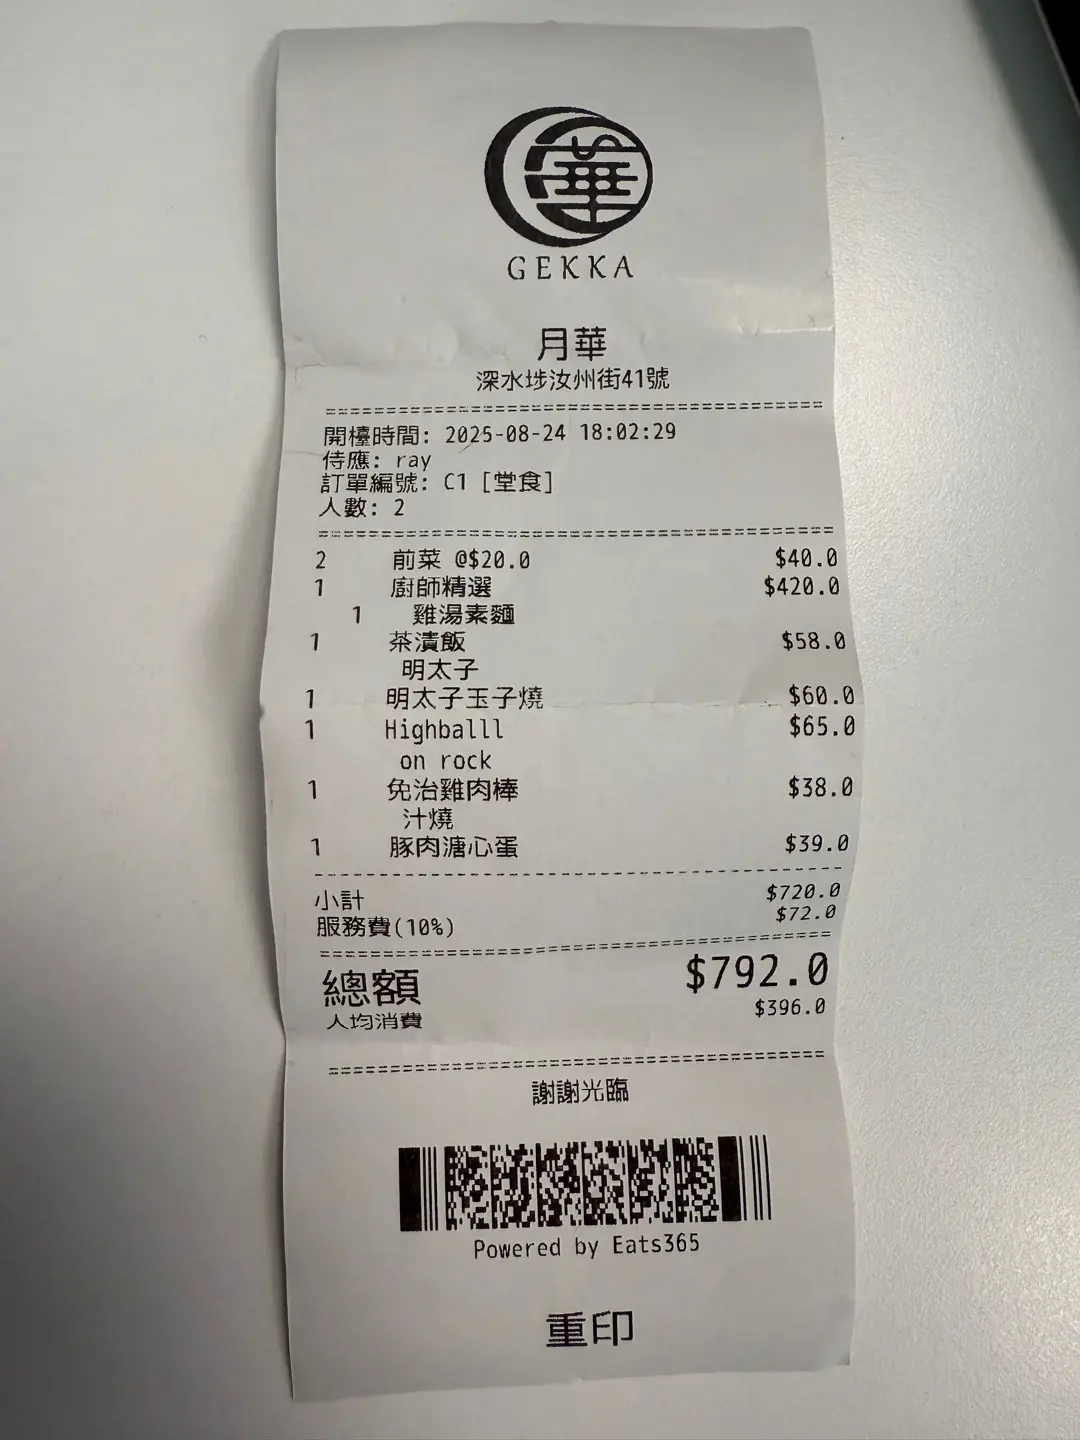 華
GEKKA
月華
深水埗汝州街41號
開檯時間: 2025-08-24 18:02:29
侍應: ray
訂單編號: C1 [堂食]
人數: 2
2 前菜 @$20.0 $40.0
1 廚師精選 $420.0
1 雞湯素麵
1 茶漬飯 $58.0
明太子
1 明太子玉子燒 $60.0
1 Highballl $65.0
on rock
1 免治雞肉棒 $38.0
汁燒
1 豚肉溏心蛋 $39.0
小計 $720.0
服務費(10%) $72.0
總額 $792.0
人均消費 $396.0
謝謝光臨
Powered by Eats365
重印